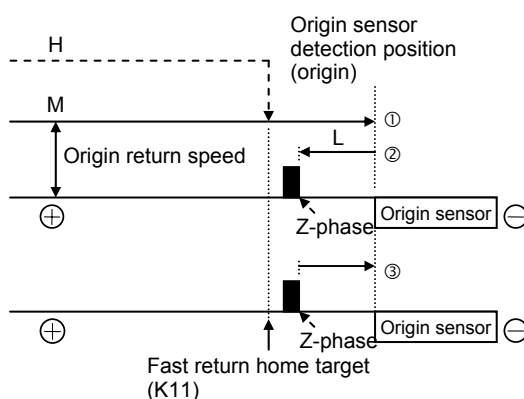 Origin sensor
detection position
(origin)
H
M
①
L
②
Origin return speed
Z-phase
Origin sensor
⊕
⊖
③
Z-phase
Origin sensor
⊕
⊖
Fast return home target
(K11)